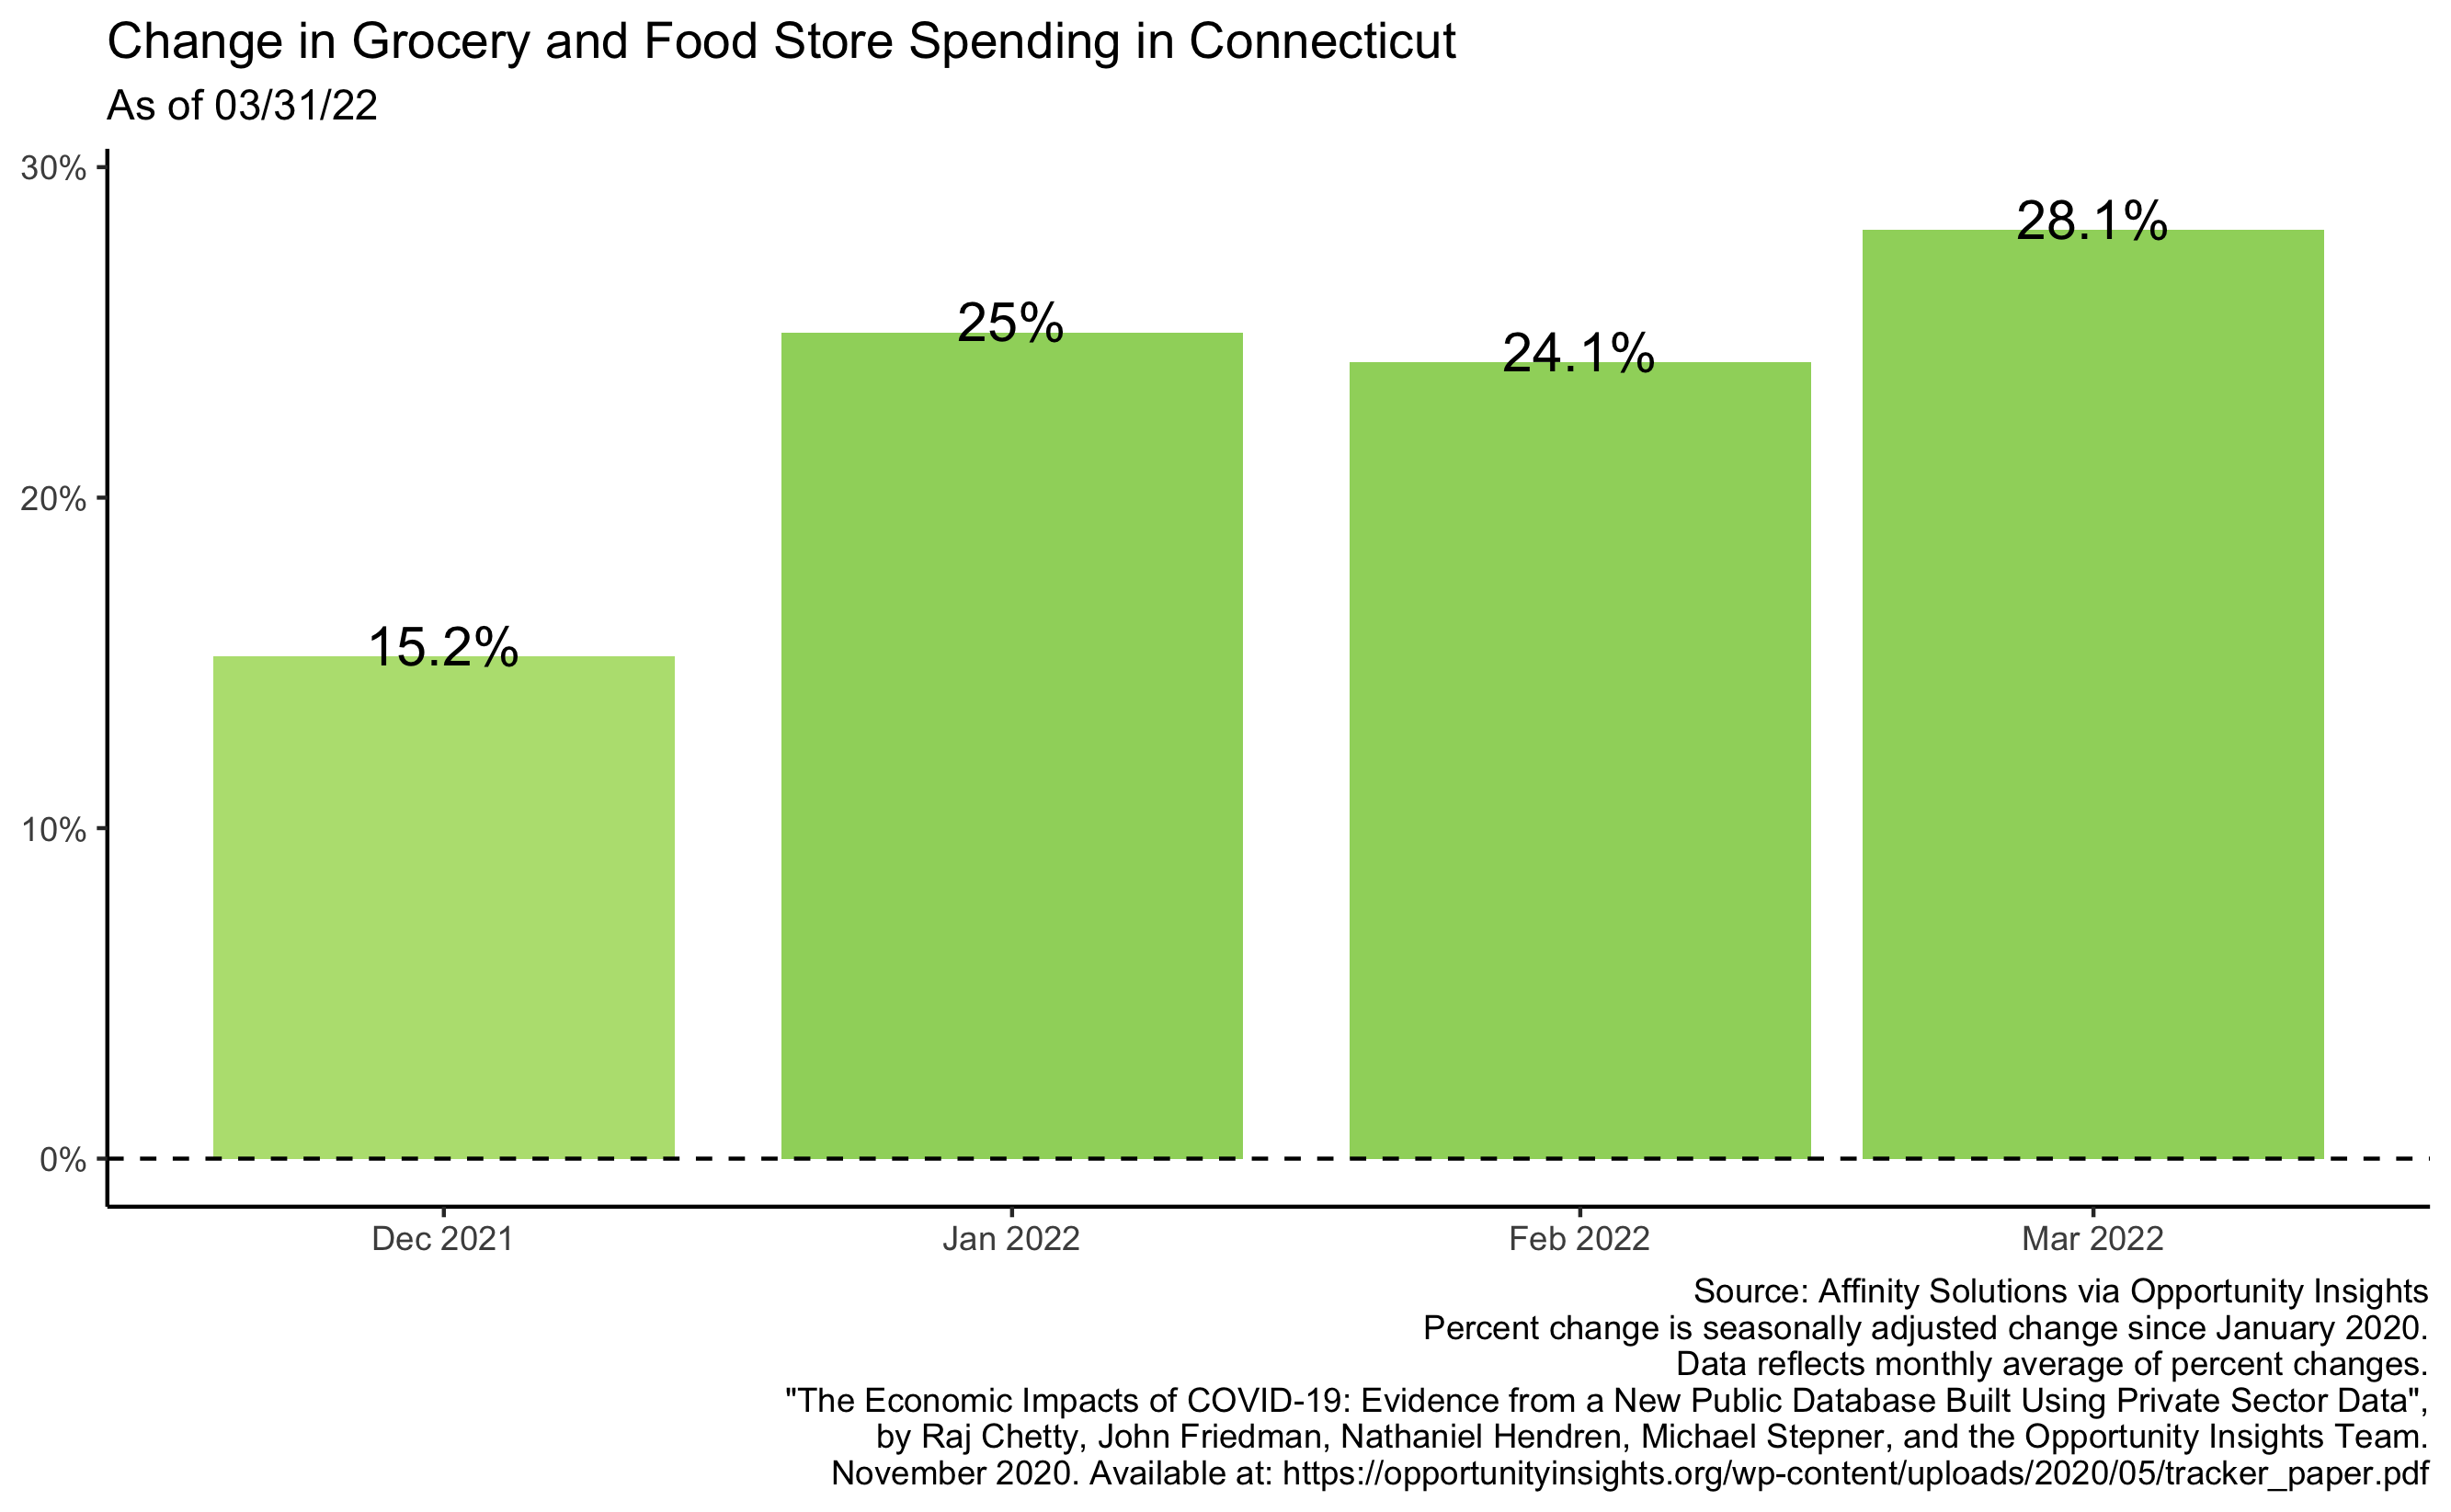 Change in Grocery and Food Store Spending in Connecticut
As of 03/31/22
30%
20%
10%
0%
15.2%
25%
24.1%
28.1%
Dec 2021
Jan 2022
Feb 2022
Mar 2022
Source: Affinity Solutions via Opportunity Insights
Percent change is seasonally adjusted change since January 2020.
Data reflects monthly average of percent changes.
"The Economic Impacts of COVID-19: Evidence from a New Public Database Built Using Private Sector Data",
by Raj Chetty, John Friedman, Nathaniel Hendren, Michael Stepner, and the Opportunity Insights Team.
November 2020. Available at: https://opportunityinsights.org/wp-content/uploads/2020/05/tracker_paper.pdf